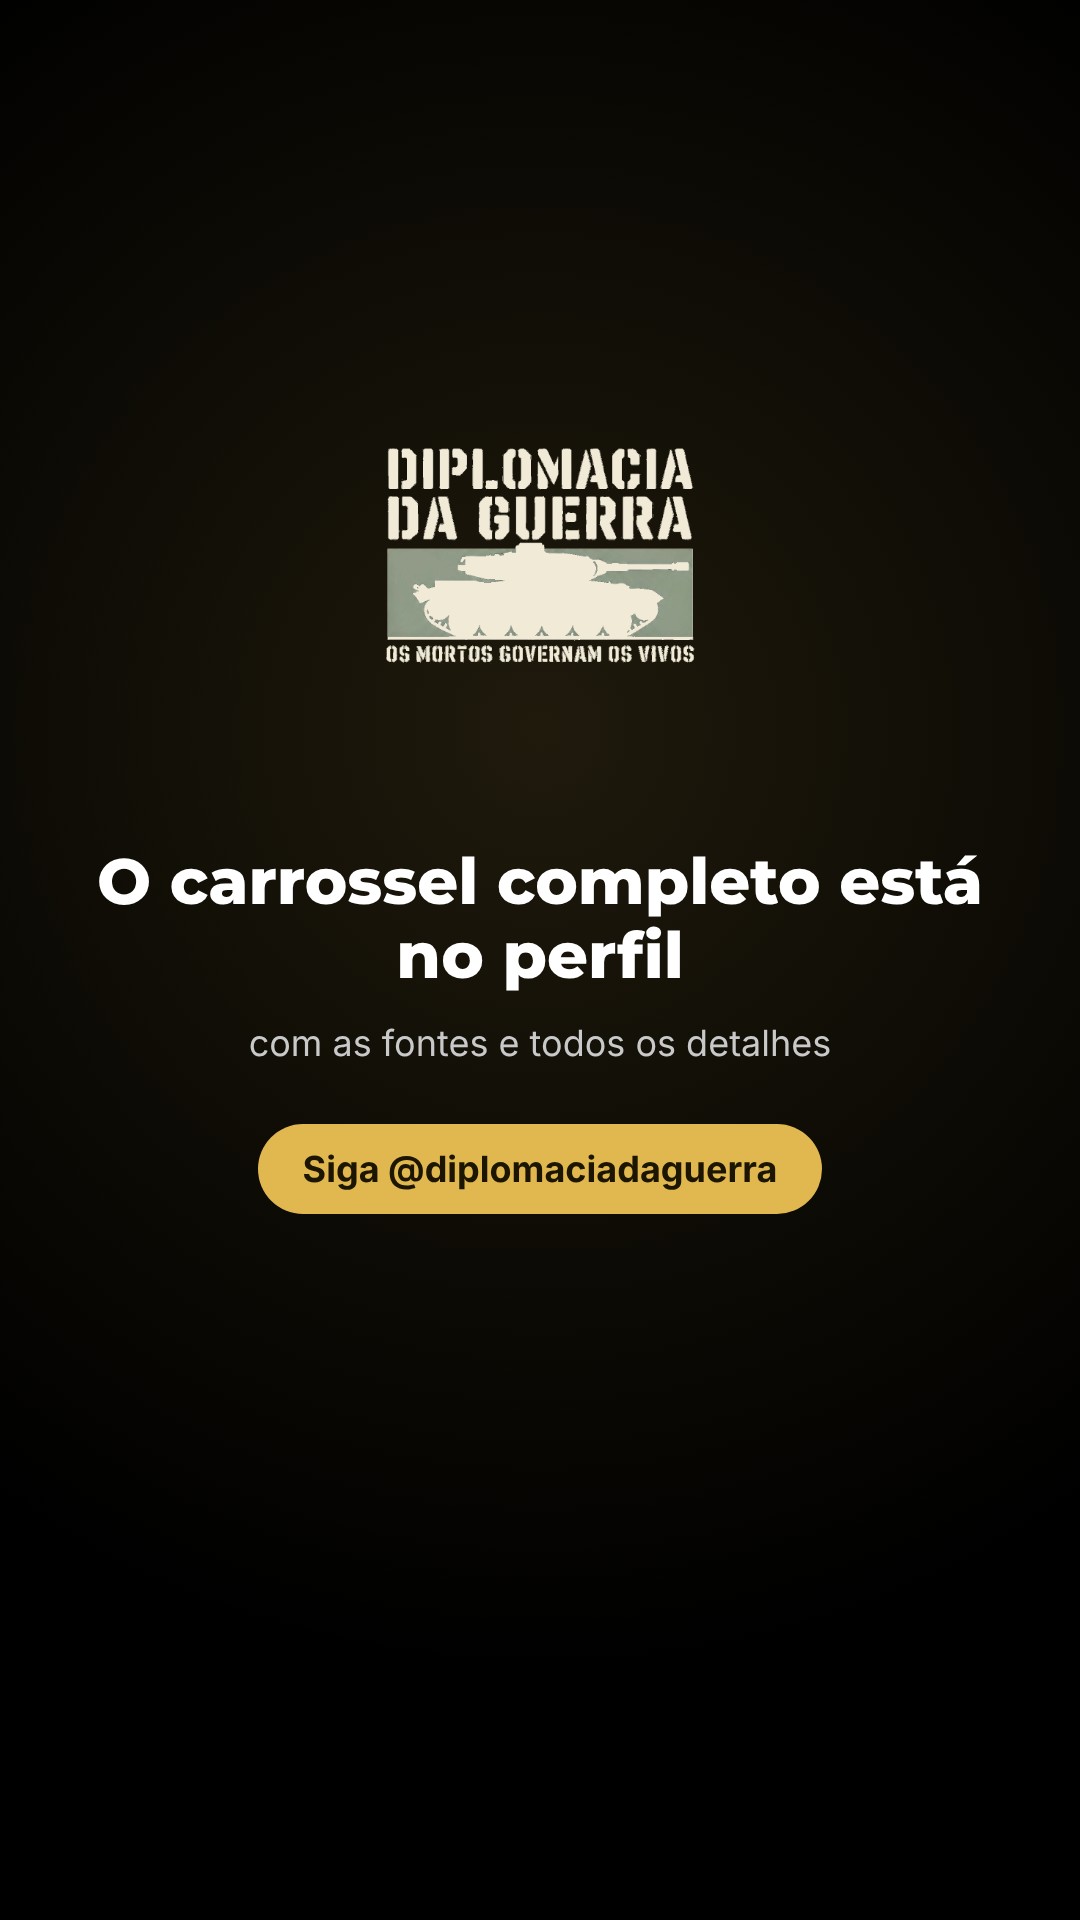 DIPLOMACIA
DA GUERRA
OS MORTOS GOVERNAM OS VIVOS
O carrossel completo está
no perfil
com as fontes e todos os detalhes
Siga @diplomaciadaguerra